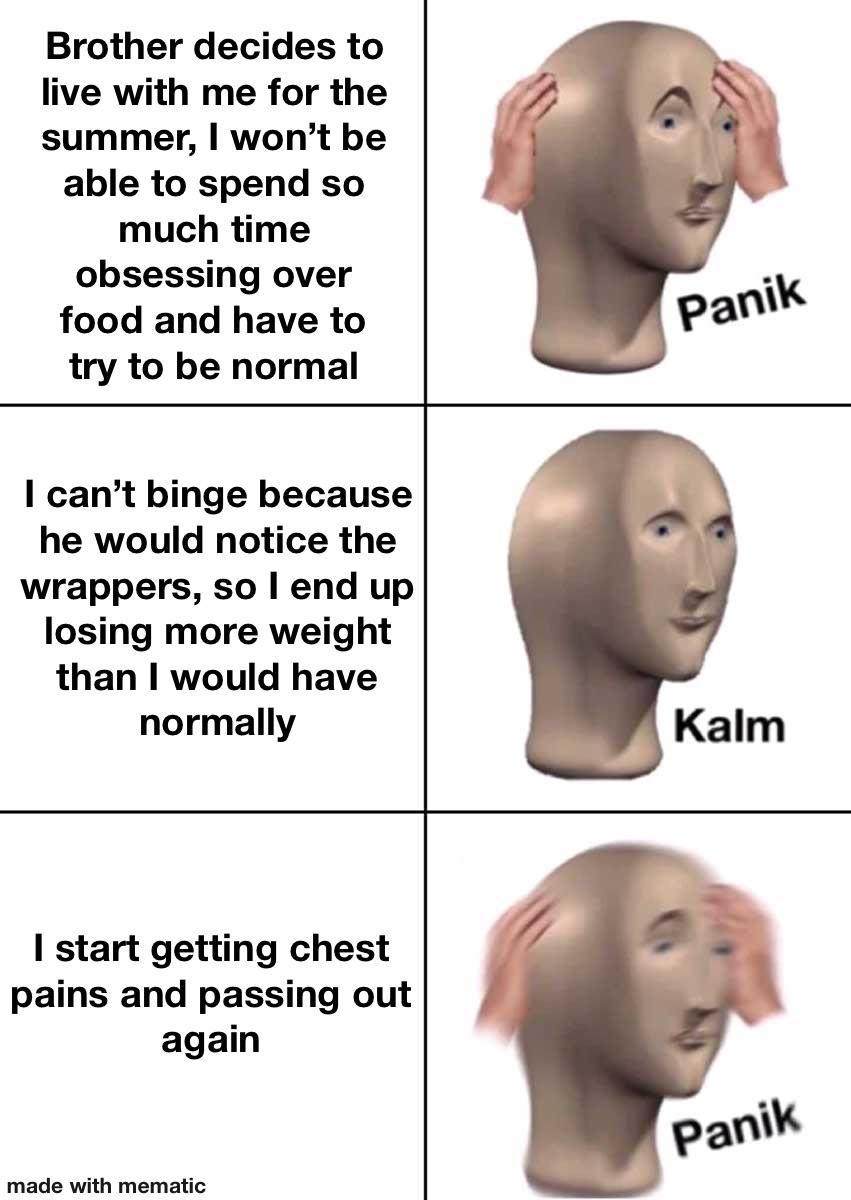 Brother decides to
live with me for the
summer, I won't be
able to spend so
much time
obsessing over
food and have to
try to be normal
Panik
I can't binge because
he would notice the
wrappers, so I end up
losing more weight
than I would have
normally
Kalm
I start getting chest
pains and passing out
again
Panik
made with mematic